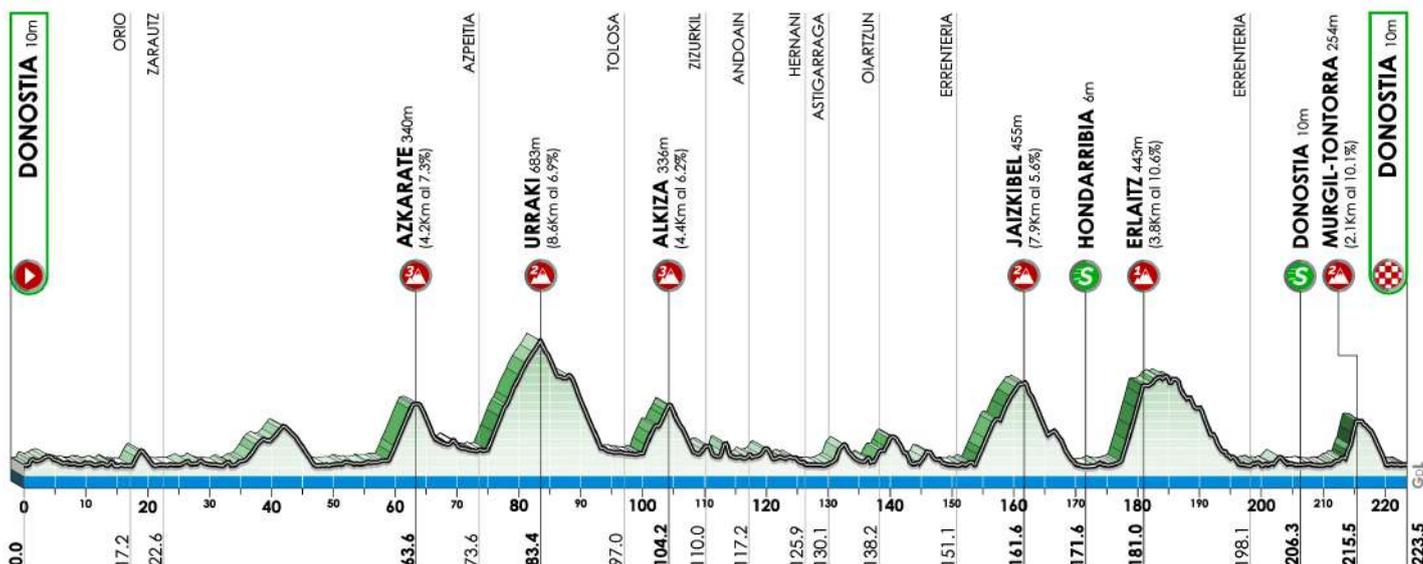 DONOSTIA 10m
ORIO
ZARAUTZ
AZKARATE 340m
(4.2Km al 7.3%)
3
AZPEITIA
URRAKI 683m
(8.6Km al 6.9%)
2
TOLOSA
ALKIZA 336m
(4.4Km al 6.2%)
3
ZIZURKIL
ANDOAIN
HERNANI
ASTIGARRAGA
OIARTZUN
ERRENTERIA
JAIZKIBEL 455m
(7.9Km al 5.6%)
2
HONDARRIBIA 6m
S
ERLAITZ 443m
(3.8Km al 10.6%)
1
ERRENTERIA
DONOSTIA 10m
S
MURGIL-TONTORRA 254m
(2.1Km al 10.1%)
2
DONOSTIA 10m
0 10 20 30 40 50 60 70 80 90 100 110 120 130 140 150 160 170 180 190 200 210 220
0.0
17.2
22.6
63.6
73.6
83.4
97.0
104.2
110.0
117.2
125.9
130.1
138.2
151.1
161.6
171.6
181.0
198.1
206.3
215.5
223.5